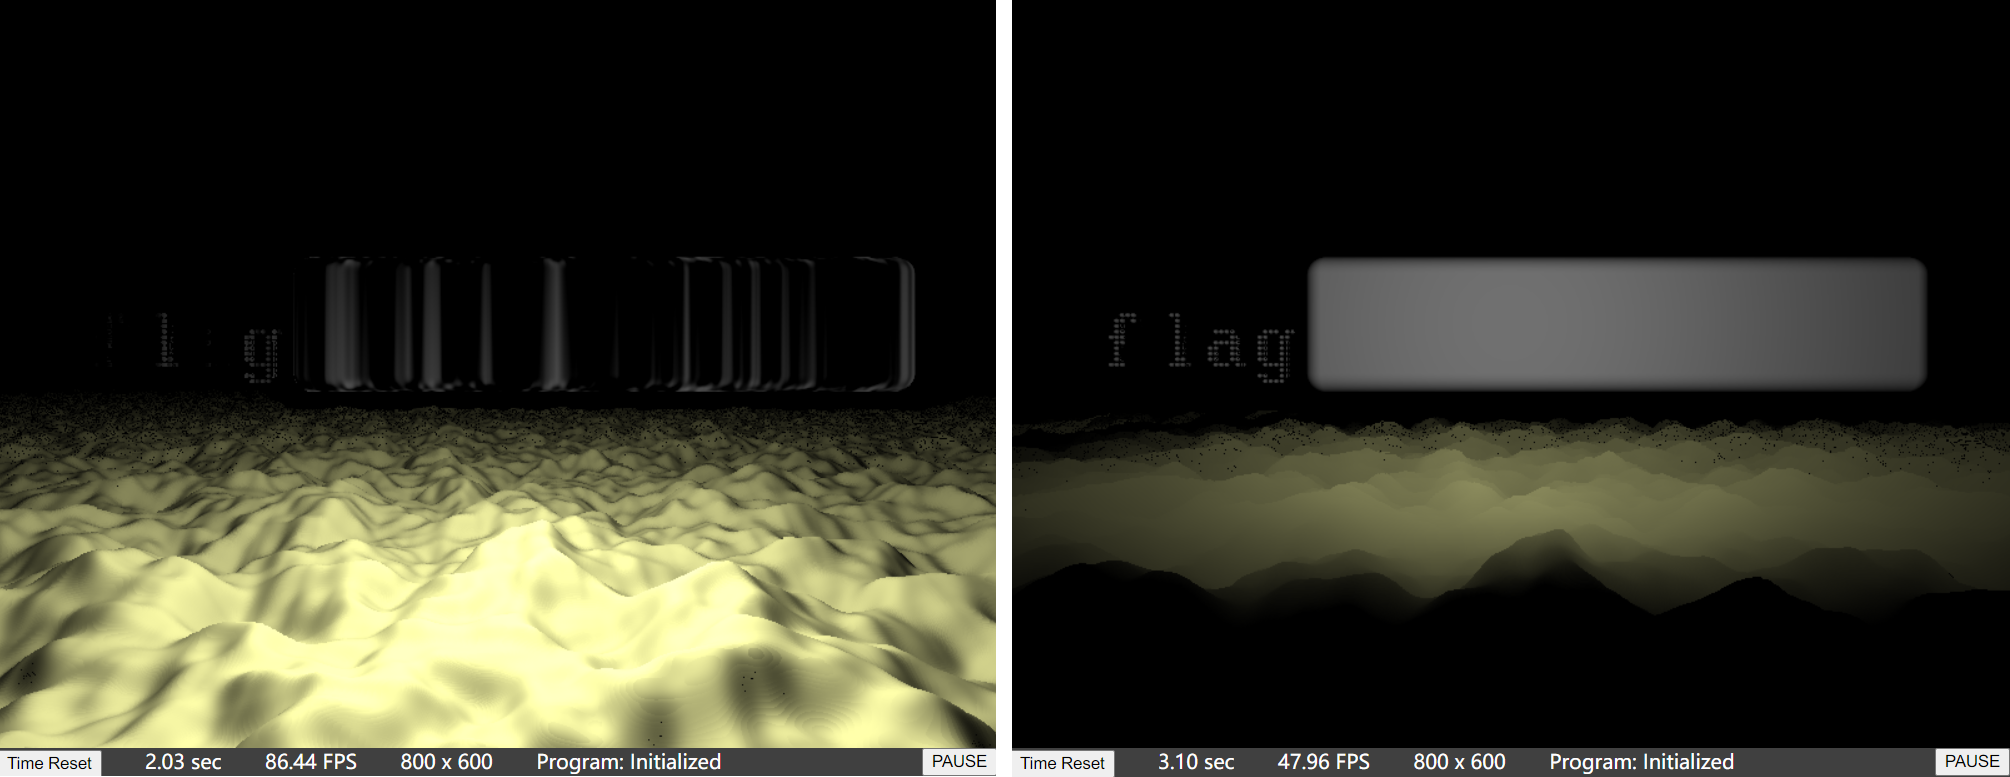 flag
Time Reset 2.03 sec 86.44 FPS 800 x 600 Program: Initialized PAUSE
flag
Time Reset 3.10 sec 47.96 FPS 800 x 600 Program: Initialized PAUSE